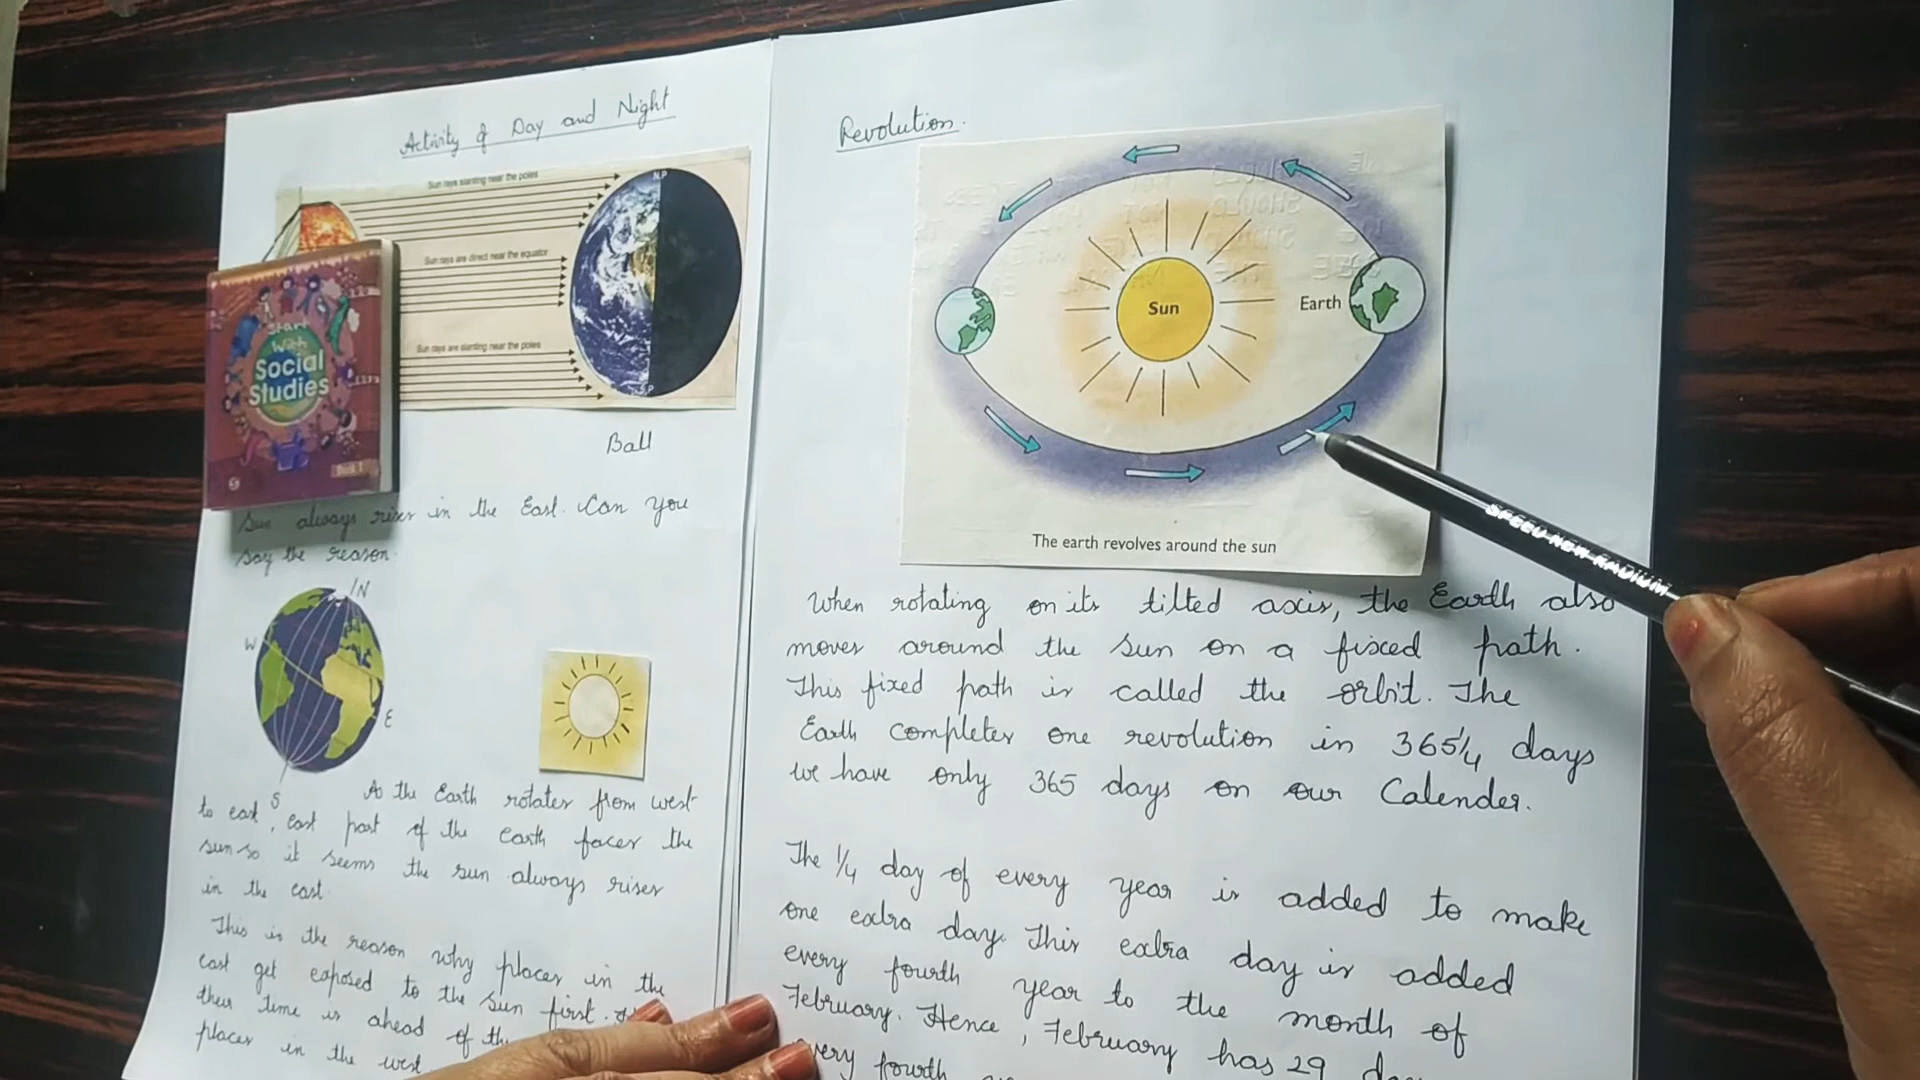 Activity of Day and Night
Sun rays slanting near the poles
N.P
Sun rays are direct near the equator
Sun rays are slanting near the poles
S.P
Start
With
Social
Studies
Book 1
Ball
Sun always rises in the East. Can you
say the reason.
N
W
E
S
As the Earth rotates from west
to east, east part of the Earth faces the
sun so it seems the sun always rises
in the east
This is the reason why places in the
east get exposed to the sun first.
their time is ahead of the
places in the west
Revolution.
Sun
Earth
The earth revolves around the sun
When rotating on its tilted axis, the Earth also
moves around the sun on a fixed path.
This fixed path is called the orbit. The
Earth completes one revolution in 365 1/4 days
we have only 365 days on our Calender.
The 1/4 day of every year is added to make
one extra day. This extra day is added
every fourth year to the month of
February. Hence, February has 29
every fourth
SPEED NEW RADIUM